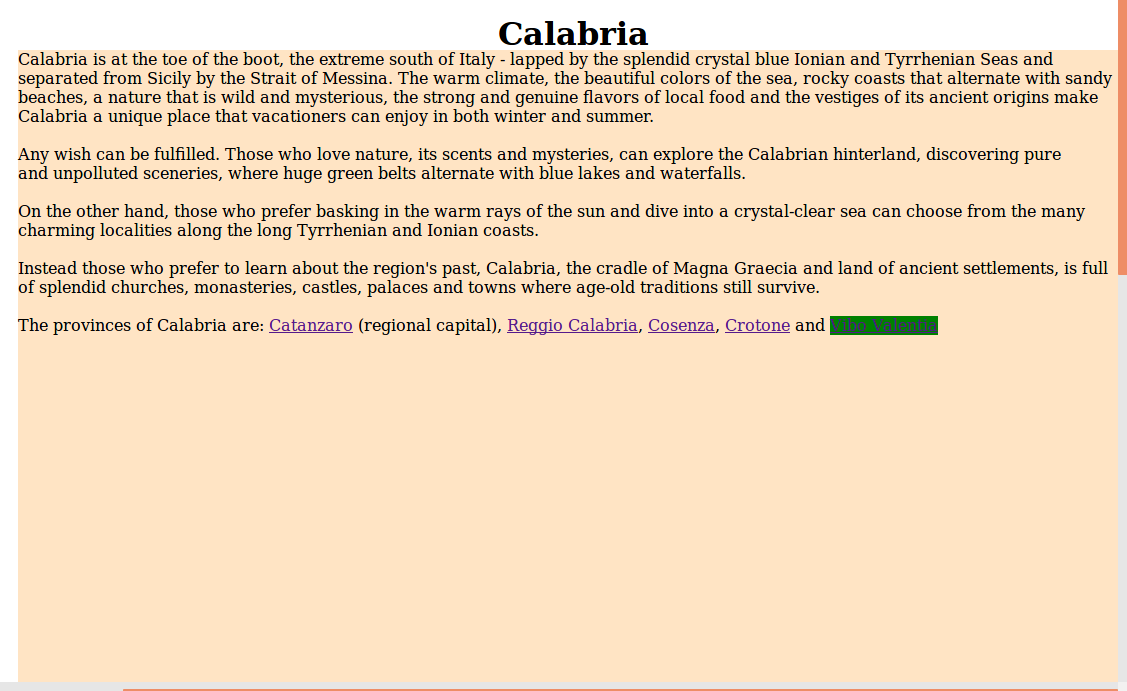 Calabria
Calabria is at the toe of the boot, the extreme south of Italy - lapped by the splendid crystal blue Ionian and Tyrrhenian Seas and
separated from Sicily by the Strait of Messina. The warm climate, the beautiful colors of the sea, rocky coasts that alternate with sandy
beaches, a nature that is wild and mysterious, the strong and genuine flavors of local food and the vestiges of its ancient origins make
Calabria a unique place that vacationers can enjoy in both winter and summer.
Any wish can be fulfilled. Those who love nature, its scents and mysteries, can explore the Calabrian hinterland, discovering pure
and unpolluted sceneries, where huge green belts alternate with blue lakes and waterfalls.
On the other hand, those who prefer basking in the warm rays of the sun and dive into a crystal-clear sea can choose from the many
charming localities along the long Tyrrhenian and Ionian coasts.
Instead those who prefer to learn about the region's past, Calabria, the cradle of Magna Graecia and land of ancient settlements, is full
of splendid churches, monasteries, castles, palaces and towns where age-old traditions still survive.
The provinces of Calabria are: Catanzaro (regional capital), Reggio Calabria, Cosenza, Crotone and Vibo Valentia